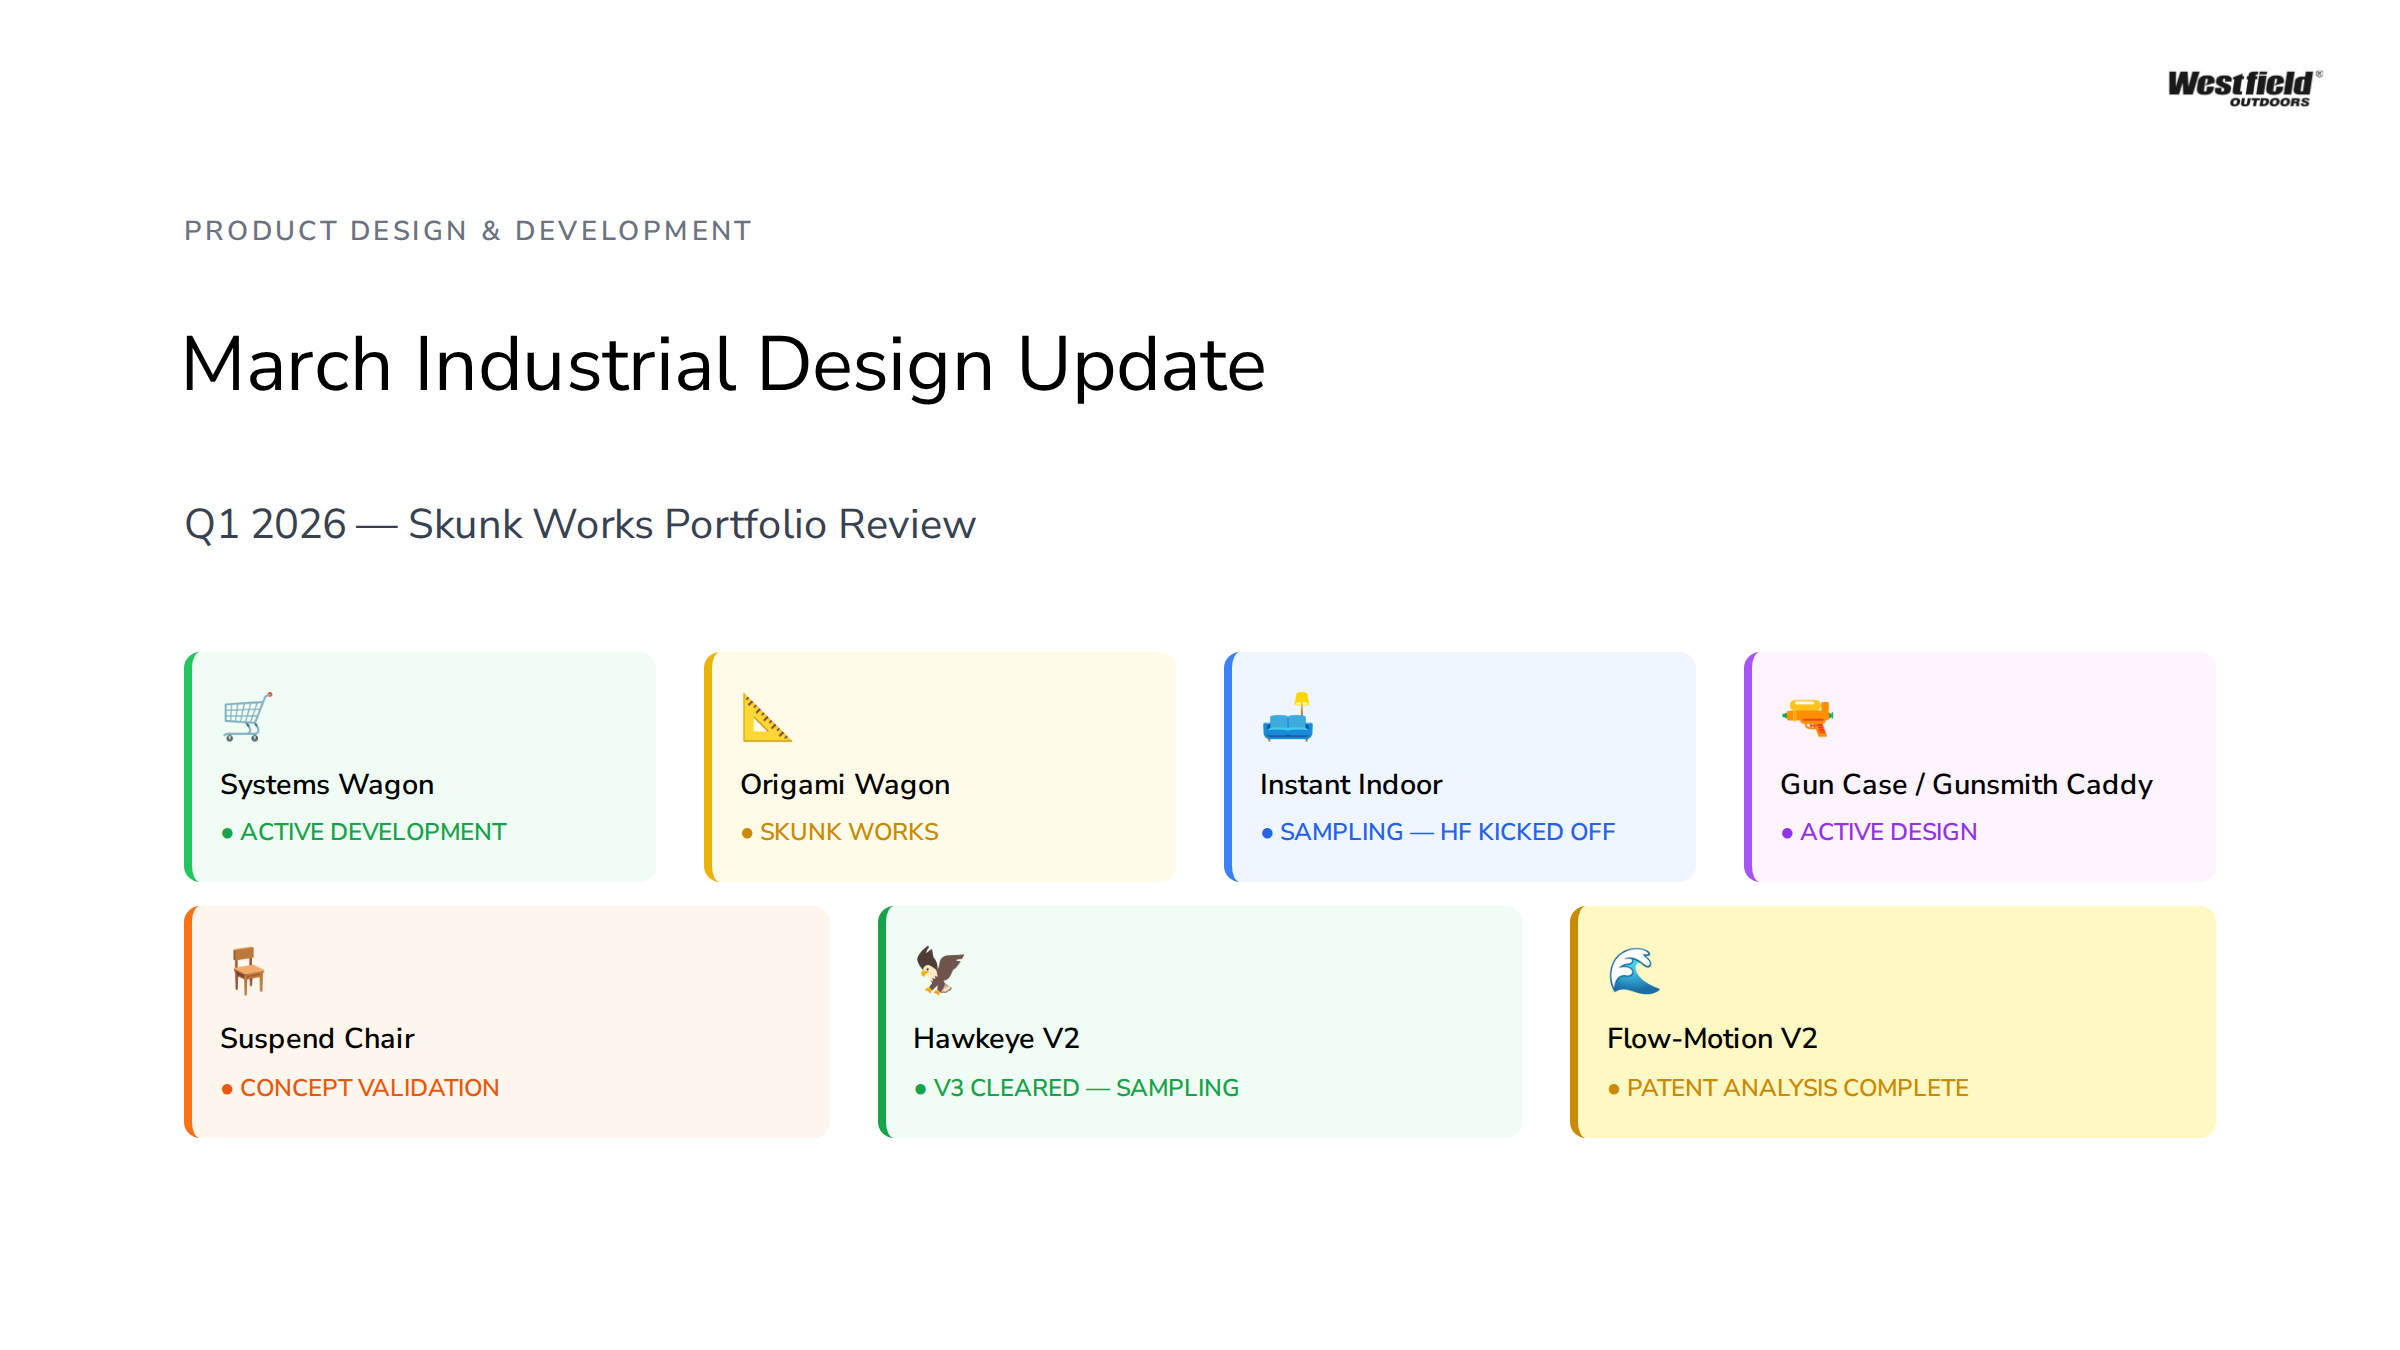 Westfield®
OUTDOORS
PRODUCT DESIGN & DEVELOPMENT
March Industrial Design Update
Q1 2026 — Skunk Works Portfolio Review
Systems Wagon
● ACTIVE DEVELOPMENT
Origami Wagon
● SKUNK WORKS
Instant Indoor
● SAMPLING — HF KICKED OFF
Gun Case / Gunsmith Caddy
● ACTIVE DESIGN
Suspend Chair
● CONCEPT VALIDATION
Hawkeye V2
● V3 CLEARED — SAMPLING
Flow-Motion V2
● PATENT ANALYSIS COMPLETE